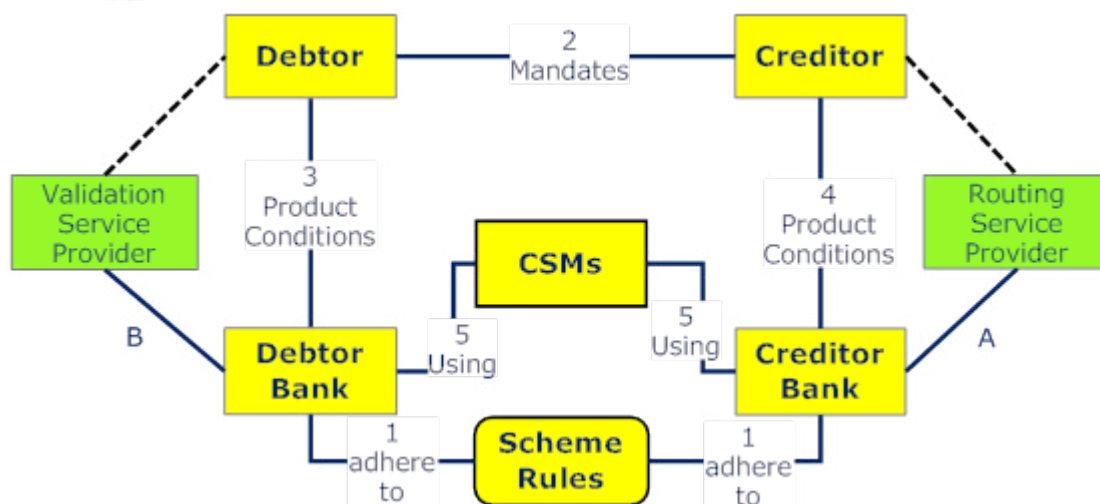 Debtor
2
Mandates
Creditor
Validation
Service
Provider
3
Product
Conditions
4
Product
Conditions
Routing
Service
Provider
CSMs
B
5
Using
5
Using
A
Debtor
Bank
Creditor
Bank
1
adhere
to
Scheme
Rules
1
adhere
to